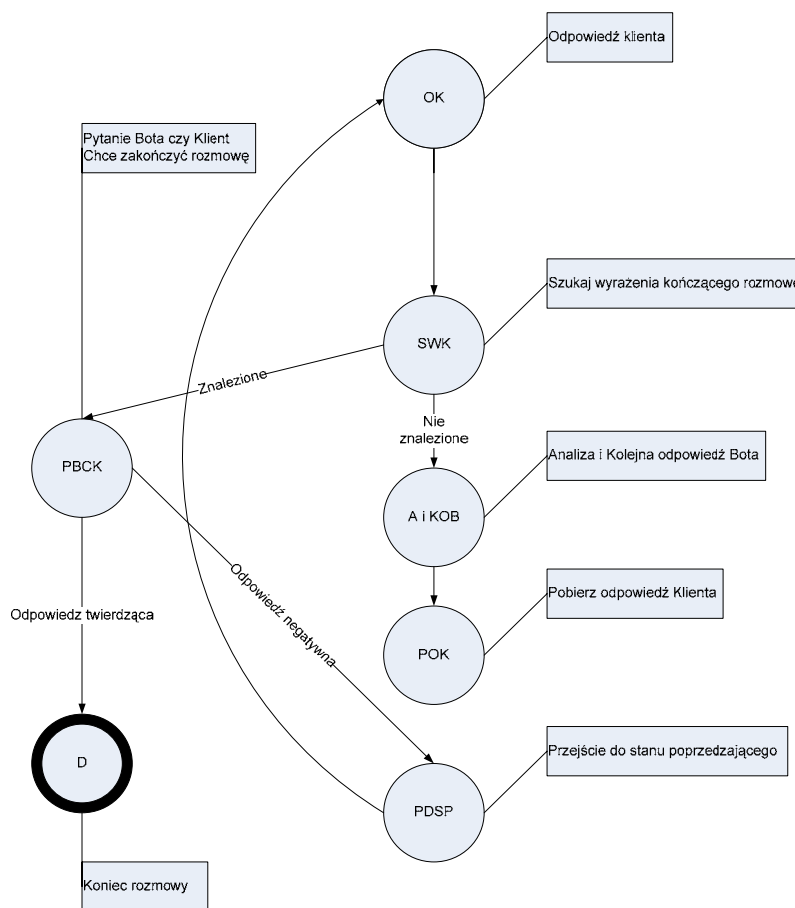 Odpowiedź klienta
OK
Pytanie Bota czy Klient
Chce zakończyć rozmowę
Szukaj wyrażenia kończącego rozmowę
SWK
Znalezione
Nie
znalezione
PBCK
Analiza i Kolejna odpowiedź Bota
A i KOB
Odpowiedź negatywna
Pobierz odpowiedź Klienta
Odpowiedz twierdząca
POK
Przejście do stanu poprzedzającego
D
PDSP
Koniec rozmowy